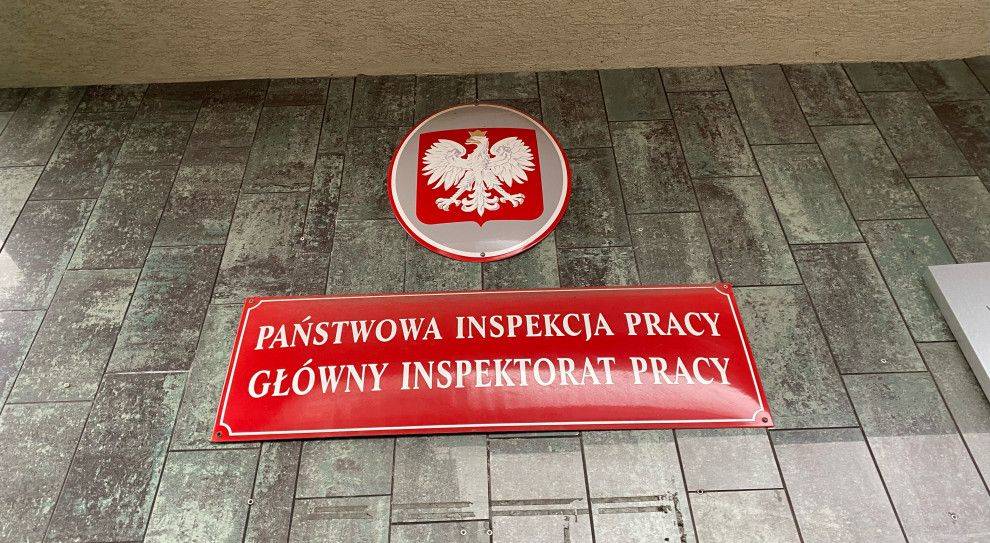 PAŃSTWOWA INSPEKCJA PRACY
GŁÓWNY INSPEKTORAT PRACY